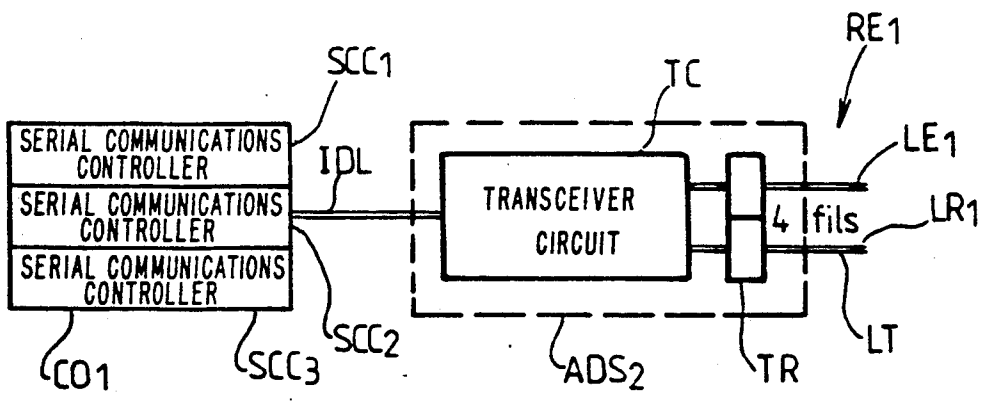 RE1
SCC1
TC
SERIAL COMMUNICATIONS
CONTROLLER
IDL
LE1
SERIAL COMMUNICATIONS
CONTROLLER
TRANSCEIVER
CIRCUIT
4 fils
LR1
SERIAL COMMUNICATIONS
CONTROLLER
CO1
SCC3
SCC2
ADS2
TR
LT